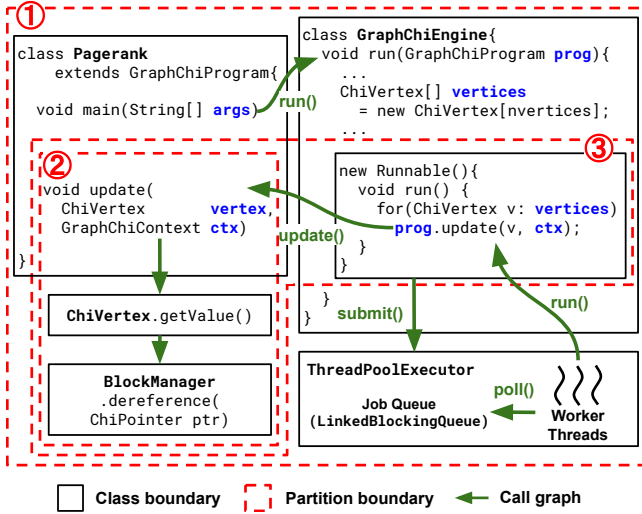 ①
class Pagerank
extends GraphChiProgram{
void main(String[] args)
run()
class GraphChiEngine{
void run(GraphChiProgram prog){
...
ChiVertex[] vertices
= new ChiVertex[nvertices];
...
②
void update(
ChiVertex vertex,
GraphChiContext ctx)
}
update()
③
new Runnable(){
void run() {
for(ChiVertex v: vertices)
prog.update(v, ctx);
}
}
}
}
submit()
run()
ChiVertex.getValue()
BlockManager
.dereference(
ChiPointer ptr)
ThreadPoolExecutor
Job Queue
(LinkedBlockingQueue)
poll()
Worker
Threads
Class boundary
Partition boundary
Call graph